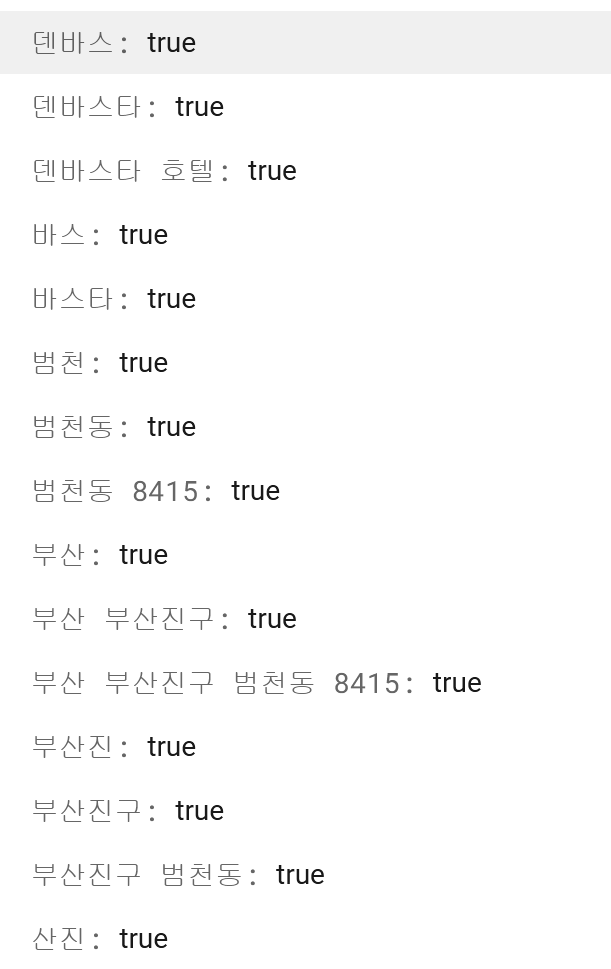 덴바스: true
덴바스타: true
덴바스타 호텔: true
바스: true
바스타: true
범천: true
범천동: true
범천동 8415: true
부산: true
부산 부산진구: true
부산 부산진구 범천동 8415: true
부산진: true
부산진구: true
부산진구 범천동: true
산진: true